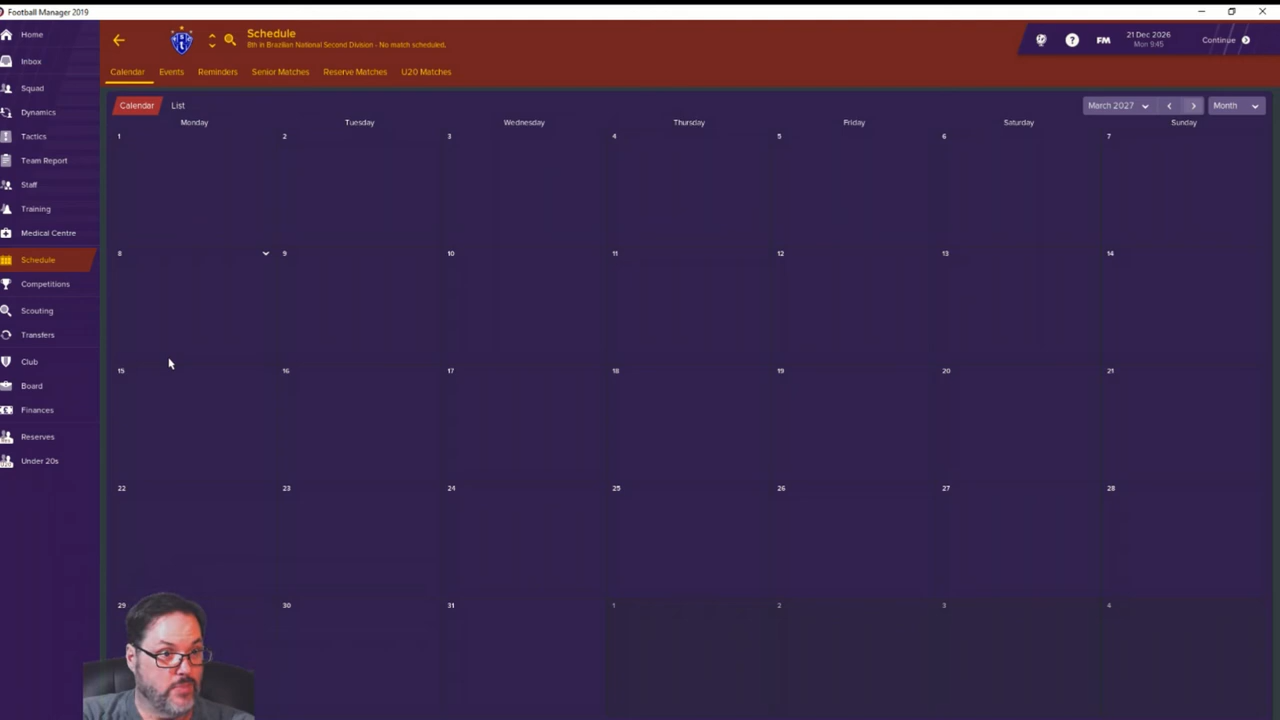 Football Manager 2019
Home
Inbox
Squad
Dynamics
Tactics
Team Report
Staff
Training
Medical Centre
Schedule
Competitions
Scouting
Transfers
Club
Board
Finances
Reserves
Under 20s
Schedule
8th in Brazilian National Second Division - No match scheduled.
21 Dec 2026
Mon 9:45
FM
Continue
Calendar Events Reminders Senior Matches Reserve Matches U20 Matches
Calendar List
March 2027 Month
Monday Tuesday Wednesday Thursday Friday Saturday Sunday
1 2 3 4 5 6 7
8 9 10 11 12 13 14
15 16 17 18 19 20 21
22 23 24 25 26 27 28
29 30 31 1 2 3 4